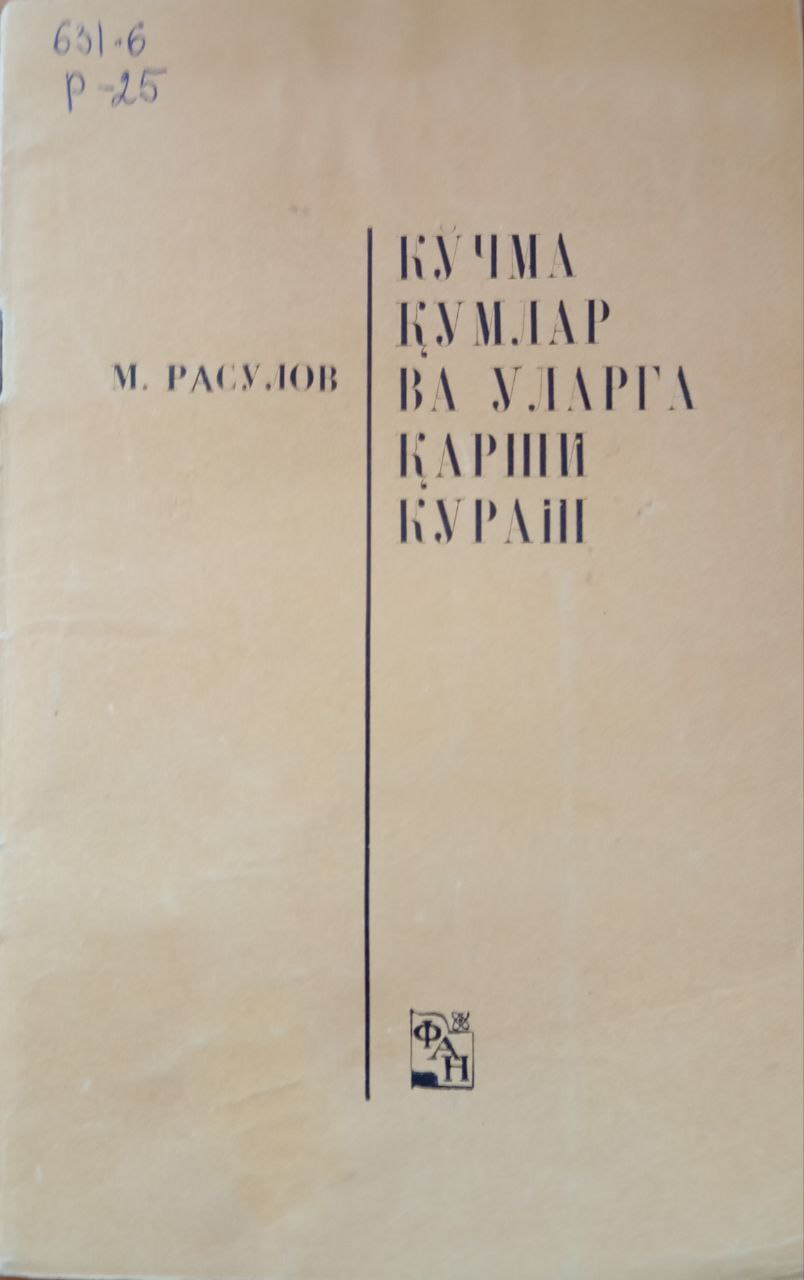 631.6
Р-25
М. РАСУЛОВ
КЎЧМА
ҚУМЛАР
ВА УЛАРГА
ҚАРШИ
КУРАШ
ФАН